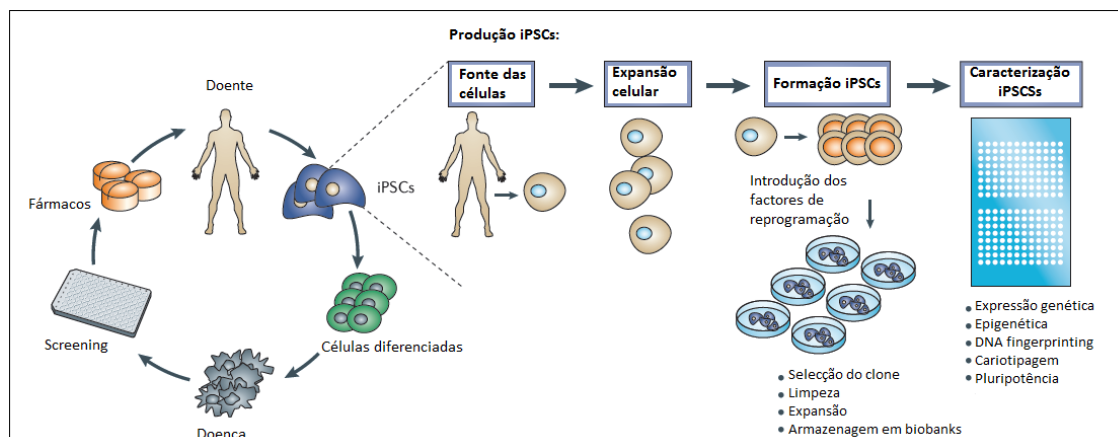 Produção iPSCs:
Fonte das
células
Expansão
celular
Formação iPSCs
Caracterização
iPSCSs
Doente
iPSCs
Fármacos
Introdução dos
factores de
reprogramação
Screening
Células diferenciadas
Doença
• Selecção do clone
• Limpeza
• Expansão
• Armazenagem em biobanks
• Expressão genética
• Epigenética
• DNA fingerprinting
• Cariotipagem
• Pluripotência